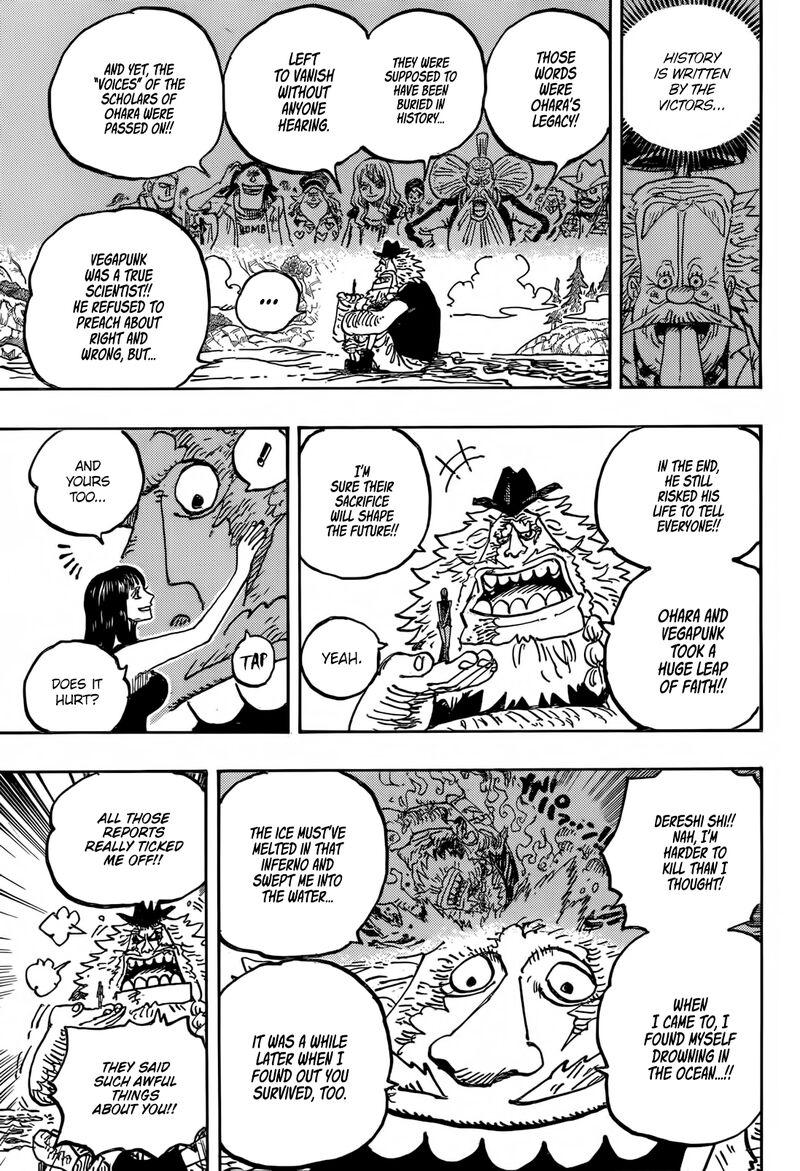 HISTORY
IS WRITTEN
BY THE
VICTORS...
THOSE
WORDS
WERE
OHARA'S
LEGACY!
THEY WERE
SUPPOSED TO
HAVE BEEN
BURIED IN
HISTORY...
LEFT
TO VANISH
WITHOUT
ANYONE
HEARING.
AND YET, THE
"VOICES" OF THE
SCHOLARS OF
OHARA WERE
PASSED ON!!
BOMB
...
VEGAPUNK
WAS A TRUE
SCIENTIST!!
HE REFUSED TO
PREACH ABOUT
RIGHT AND
WRONG, BUT...
IN THE END,
HE STILL
RISKED HIS
LIFE TO TELL
EVERYONE!!
OHARA AND
VEGAPUNK
TOOK A
HUGE LEAP
OF FAITH!!
I'M
SURE THEIR
SACRIFICE
WILL SHAPE
THE FUTURE!!
YEAH.
!
AND
YOURS
TOO...
TAP
DOES IT
HURT?
DERESHI SHI!!
NAH, I'M
HARDER TO
KILL THAN I
THOUGHT!
WHEN
I CAME TO, I
FOUND MYSELF
DROWNING IN
THE OCEAN...!!
THE ICE MUST'VE
MELTED IN THAT
INFERNO AND
SWEPT ME INTO
THE WATER...
IT WAS A WHILE
LATER WHEN I
FOUND OUT YOU
SURVIVED, TOO.
ALL THOSE
REPORTS
REALLY TICKED
ME OFF!!
THEY SAID
SUCH AWFUL
THINGS
ABOUT YOU!!